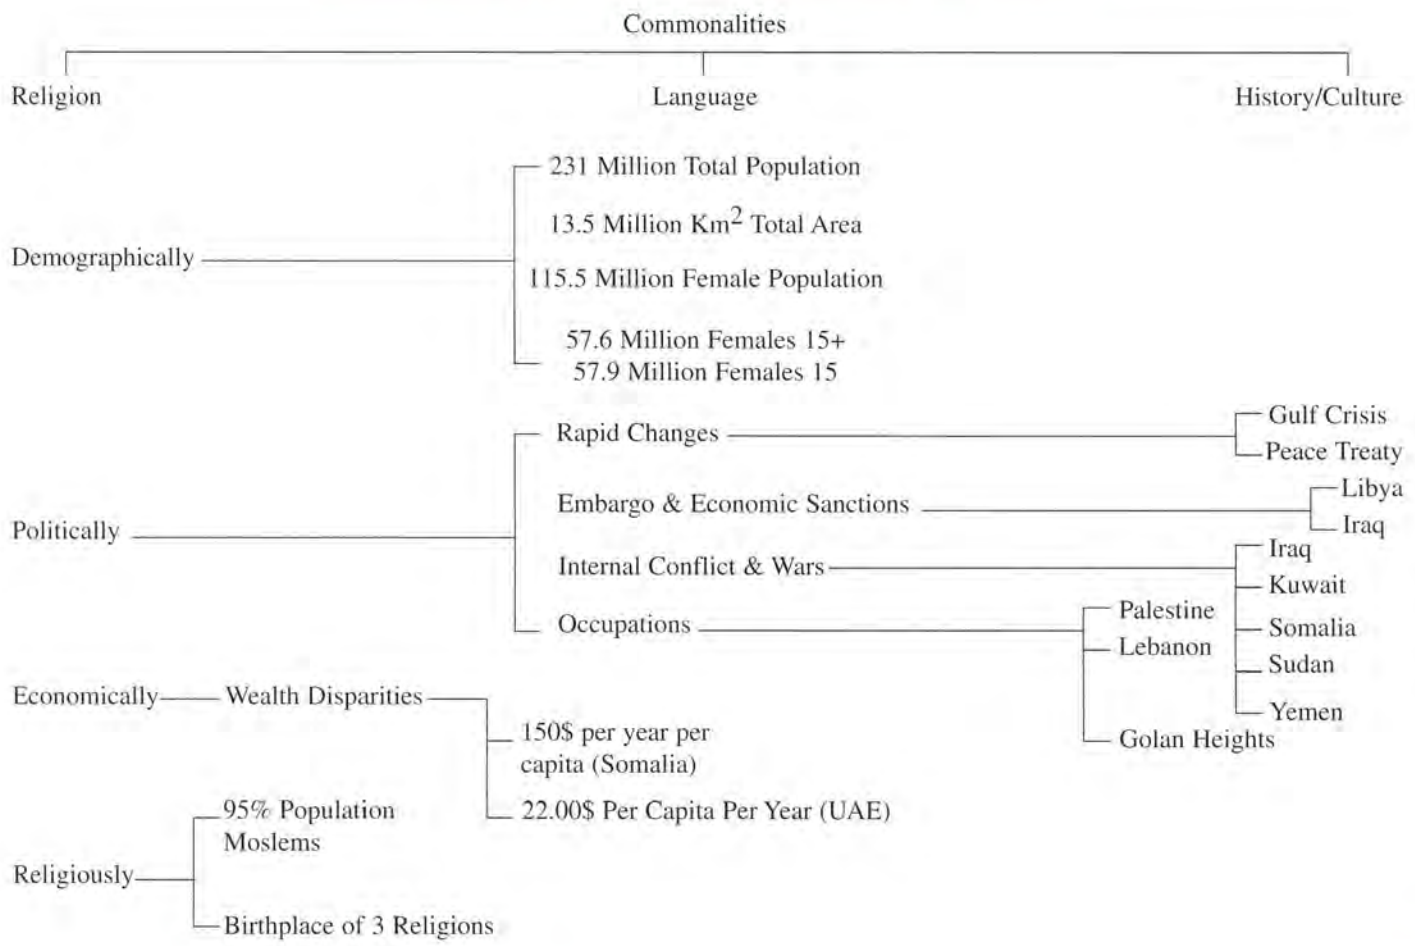 Commonalities
Religion
Language
History/Culture
Demographically
231 Million Total Population
13.5 Million Km2 Total Area
115.5 Million Female Population
57.6 Million Females 15+
57.9 Million Females 15
Politically
Rapid Changes
Gulf Crisis
Peace Treaty
Embargo & Economic Sanctions
Libya
Iraq
Internal Conflict & Wars
Iraq
Kuwait
Somalia
Sudan
Yemen
Occupations
Palestine
Lebanon
Golan Heights
Economically
Wealth Disparities
150$ per year per
capita (Somalia)
22.00$ Per Capita Per Year (UAE)
Religiously
95% Population
Moslems
Birthplace of 3 Religions